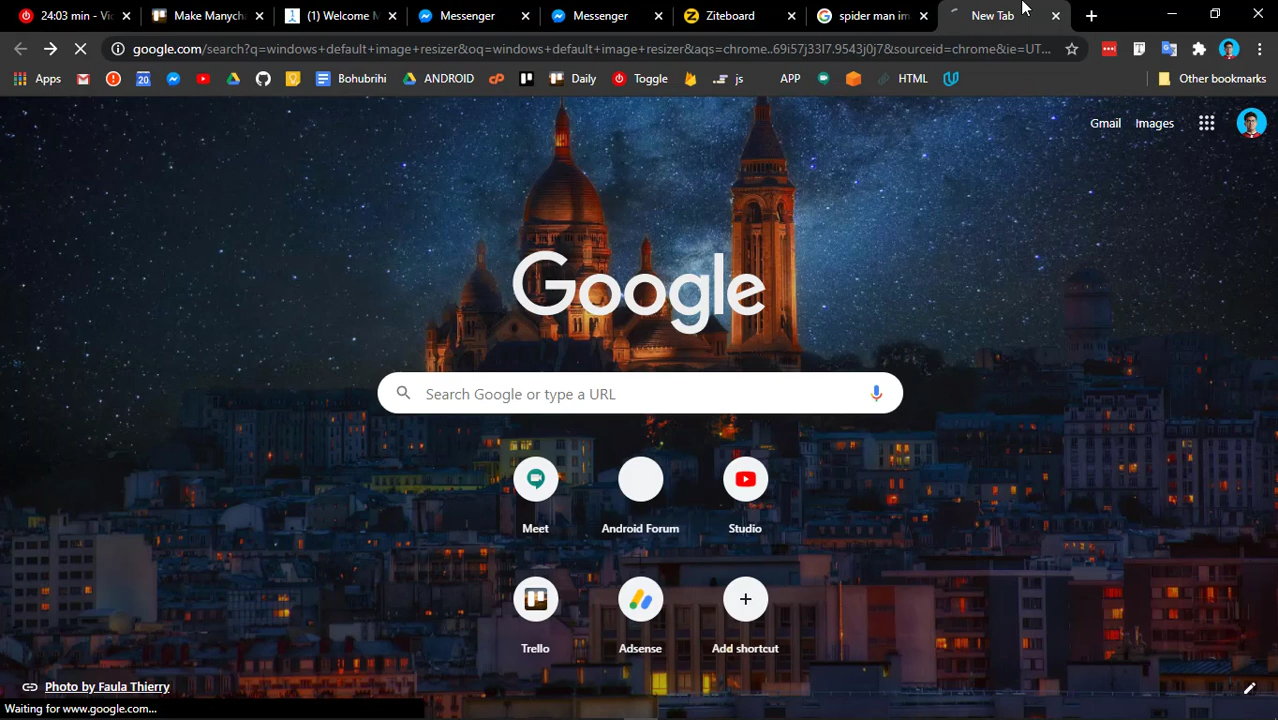 24:03 min - Vic
Make Manych
(1) Welcome M
Messenger
Messenger
Ziteboard
spider man im
New Tab
google.com/search?q=windows+default+image+resizer&oq=windows+default+image+resizer&aqs=chrome..69i57j33l7.9543j0j7&sourceid=chrome&ie=UT...
Apps
20
Bohubrihi
ANDROID
Daily
Toggle
js
APP
HTML
Other bookmarks
Gmail
Images
Google
Search Google or type a URL
Meet
Android Forum
Studio
Trello
Adsense
Add shortcut
Photo by Faula Thierry
Waiting for www.google.com...